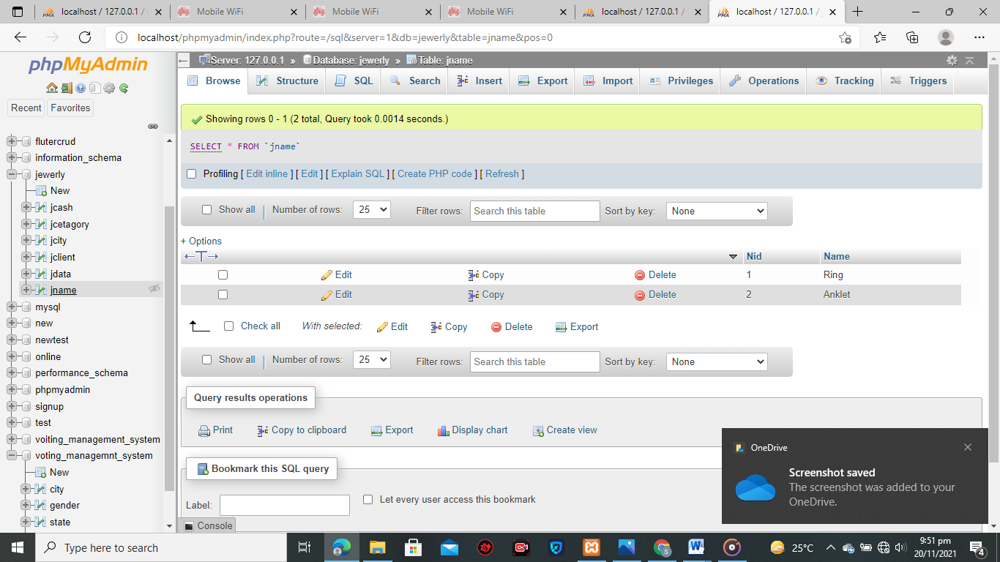 localhost / 127.0.0.1 / v
Mobile WiFi
Mobile WiFi
Mobile WiFi
localhost / 127.0.0.1 /
localhost / 127.0.0.1 / j
localhost/phpmyadmin/index.php?route=/sql&server=1&db=jewerly&table=jname&pos=0
phpMyAdmin
Recent Favorites
flutercrud
information_schema
jewerly
New
jcash
jcetagory
jcity
jclient
jdata
jname
mysql
new
newtest
online
performance_schema
phpmyadmin
signup
test
voiting_management_system
voting_managemnt_system
New
city
gender
state
Server: 127.0.0.1 » Database: jewerly » Table: jname
Browse Structure SQL Search Insert Export Import Privileges Operations Tracking Triggers
Showing rows 0 - 1 (2 total, Query took 0.0014 seconds.)
SELECT * FROM `jname`
Profiling [ Edit inline ] [ Edit ] [ Explain SQL ] [ Create PHP code ] [ Refresh ]
Show all Number of rows: 25 Filter rows: Search this table Sort by key: None
+ Options
Nid Name
Edit Copy Delete 1 Ring
Edit Copy Delete 2 Anklet
Check all With selected: Edit Copy Delete Export
Show all Number of rows: 25 Filter rows: Search this table Sort by key: None
Query results operations
Print Copy to clipboard Export Display chart Create view
Bookmark this SQL query
Label: Let every user access this bookmark
Console
OneDrive
Screenshot saved
The screenshot was added to your
OneDrive.
Type here to search
25°C
9:51 pm
20/11/2021
4